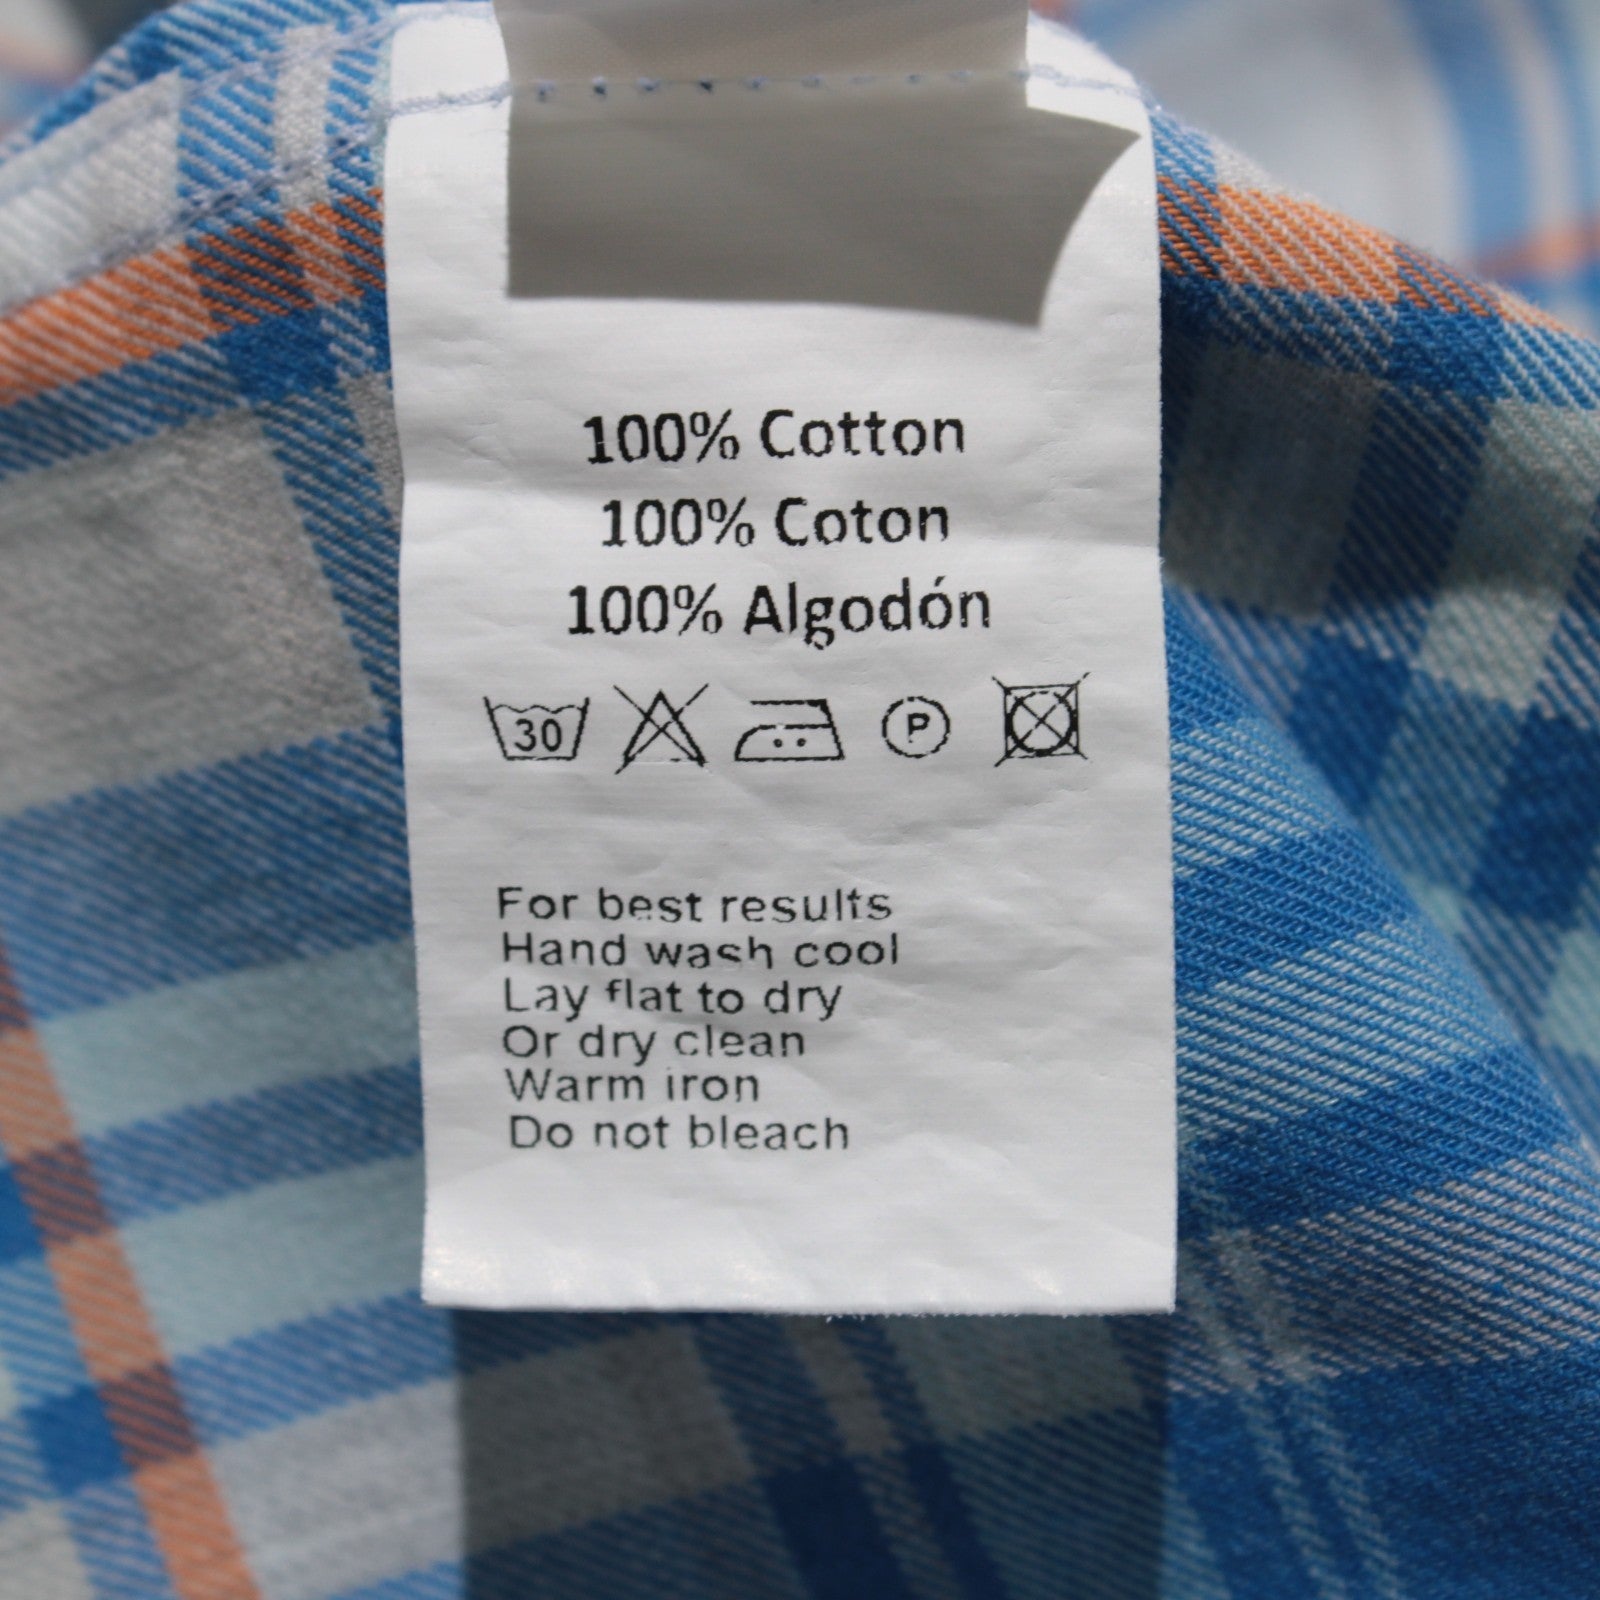 100% Cotton
100% Coton
100% Algodón
30 P
For best results
Hand wash cool
Lay flat to dry
Or dry clean
Warm iron
Do not bleach